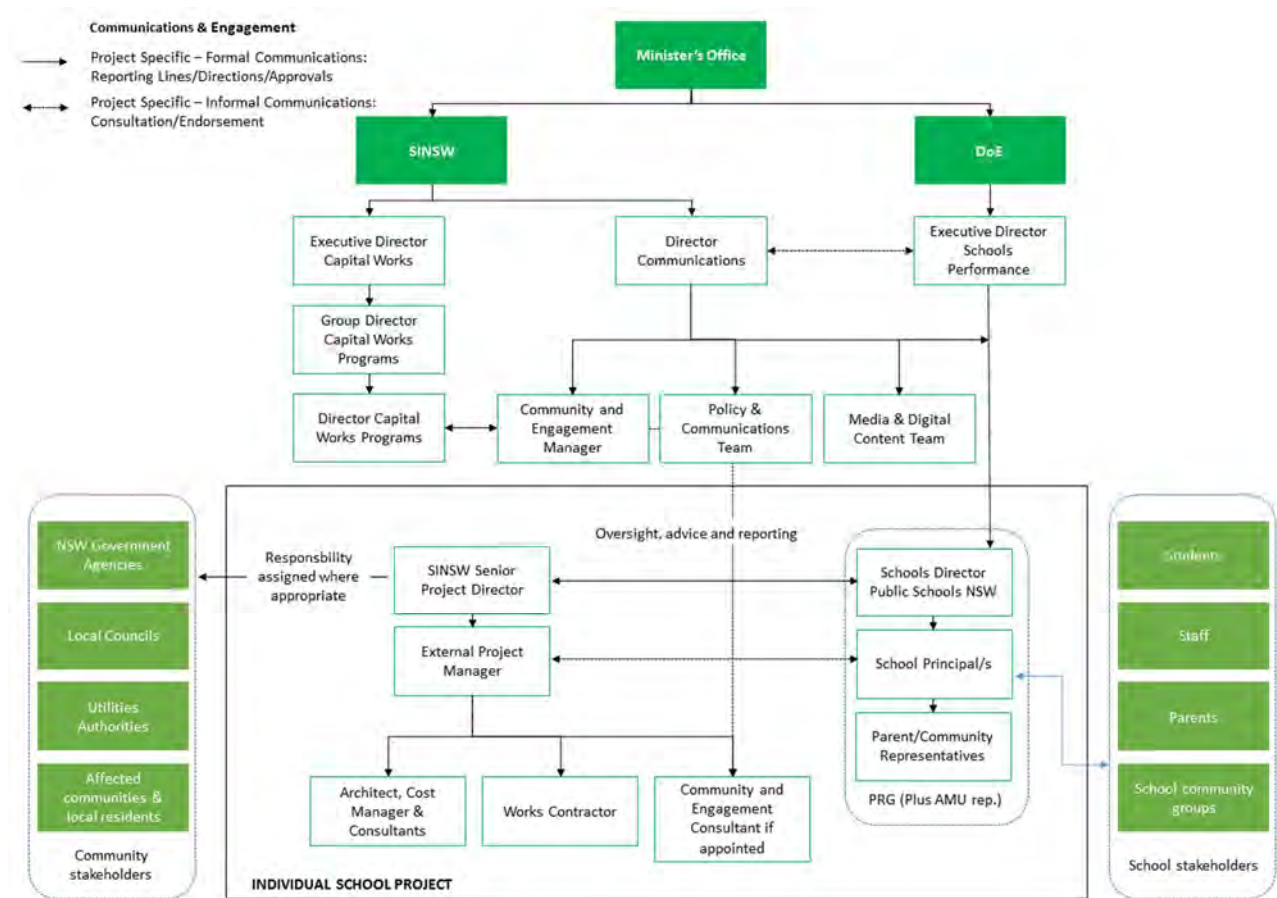 Communications & Engagement
Project Specific – Formal Communications:
Reporting Lines/Directions/Approvals
Project Specific – Informal Communications:
Consultation/Endorsement
Minister's Office
SINSW
DoE
Executive Director
Capital Works
Director
Communications
Executive Director
Schools
Performance
Group Director
Capital Works
Programs
Director Capital
Works Programs
Community and
Engagement
Manager
Policy &
Communications
Team
Media & Digital
Content Team
NSW Government
Agencies
Local Councils
Utilities
Authorities
Affected
communities &
local residents
Community
stakeholders
Responsbility
assigned where
appropriate
Oversight, advice and reporting
SINSW Senior
Project Director
External Project
Manager
Architect, Cost
Manager &
Consultants
Works Contractor
Community and
Engagement
Consultant if
appointed
Schools Director
Public Schools NSW
School Principal/s
Parent/Community
Representatives
PRG (Plus AMU rep.)
INDIVIDUAL SCHOOL PROJECT
Students
Staff
Parents
School community
groups
School stakeholders